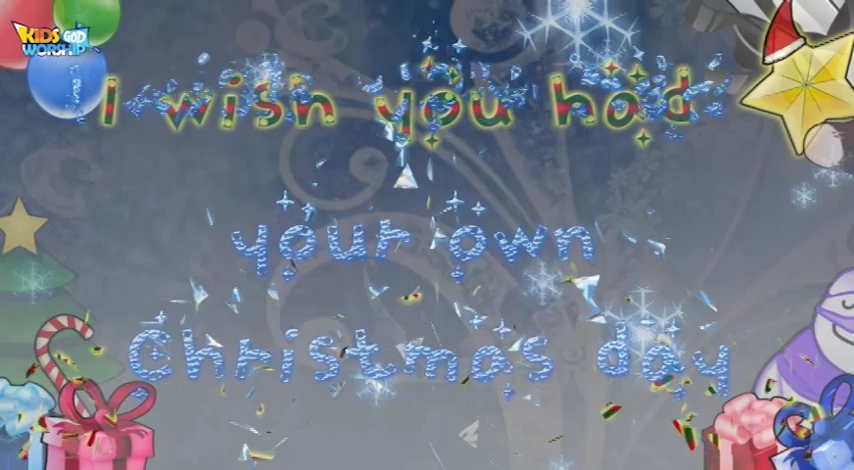 KIDS GOD
WORSHIP
I wish you had
your own
Christmas day